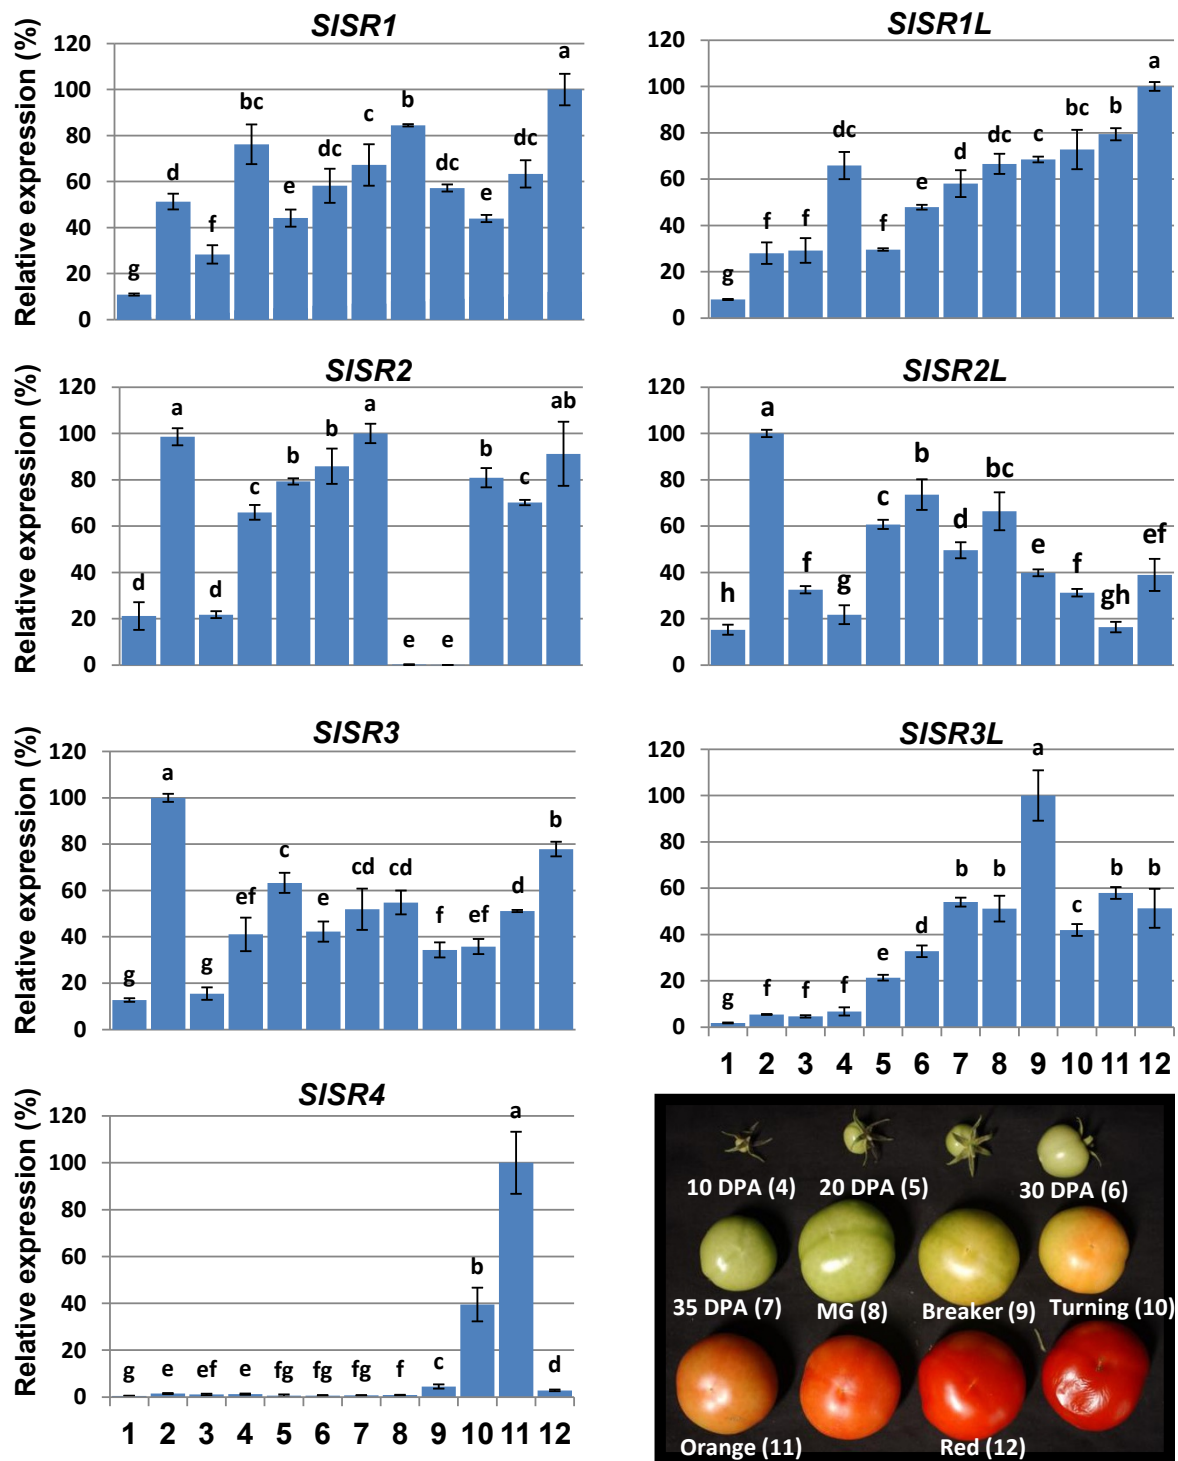 SlSR1
Relative expression (%)
120
100
80
60
40
20
0
g
d
f
bc
e
dc
c
b
dc
e
dc
a
SlSR1L
120
100
80
60
40
20
0
g
f
f
dc
f
e
d
dc
c
bc
b
a
SlSR2
Relative expression (%)
120
100
80
60
40
20
0
d
a
d
c
b
b
a
e
e
b
c
ab
SlSR2L
120
100
80
60
40
20
0
h
a
f
g
c
b
d
bc
e
f
gh
ef
SlSR3
Relative expression (%)
120
100
80
60
40
20
0
g
a
g
ef
c
e
cd
cd
f
ef
d
b
SlSR3L
120
100
80
60
40
20
0
g
f
f
f
e
d
b
b
a
c
b
b
1 2 3 4 5 6 7 8 9 10 11 12
SlSR4
Relative expression (%)
120
100
80
60
40
20
0
g
e
ef
e
fg
fg
fg
f
c
b
a
d
1 2 3 4 5 6 7 8 9 10 11 12
10 DPA (4) 20 DPA (5) 30 DPA (6)
35 DPA (7) MG (8) Breaker (9) Turning (10)
Orange (11) Red (12)